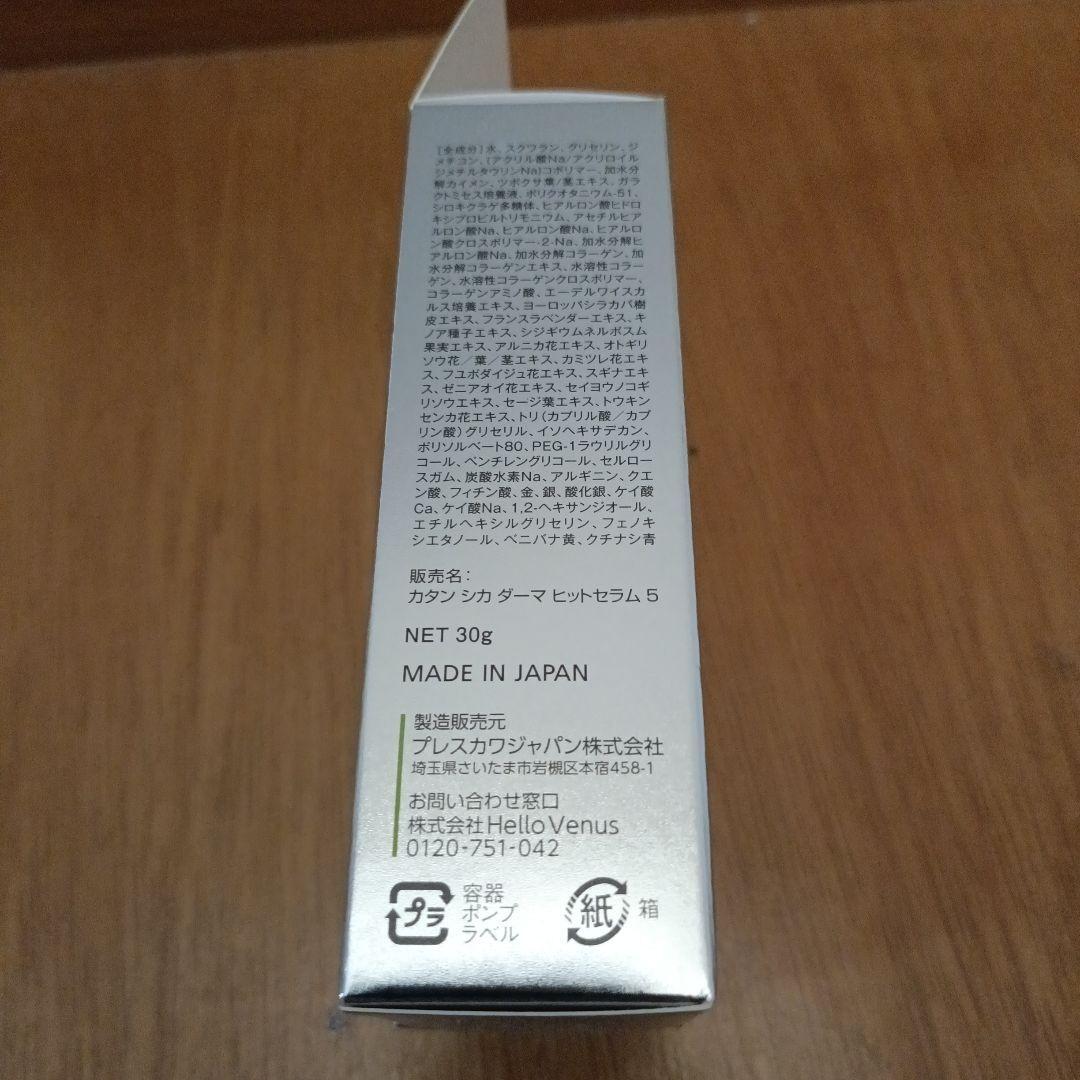 [全成分]水、スクワラン、グリセリン、ジ
メチコン、(アクリル酸Na/アクリロイル
ジメチルタウリンNa)コポリマー、加水分
解カイメン、ツボクサ葉/茎エキス、ガラ
クトミセス培養液、ポリクオタニウム-51、
シロキクラゲ多糖体、ヒアルロン酸ヒドロ
キシプロピルトリモニウム、アセチルヒア
ルロン酸Na、ヒアルロン酸Na、ヒアルロ
ン酸クロスポリマー-2-Na、加水分解ヒ
アルロン酸Na、加水分解コラーゲン、加
水分解コラーゲンエキス、水溶性コラー
ゲン、水溶性コラーゲンクロスポリマー、
コラーゲンアミノ酸、エーデルワイスカ
ルス培養エキス、ヨーロッパシラカバ樹
皮エキス、フランスラベンダーエキス、キ
ノア種子エキス、シジギウムネルボスム
果実エキス、アルニカ花エキス、オトギリ
ソウ花／葉／茎エキス、カミツレ花エキ
ス、フユボダイジュ花エキス、スギナエキ
ス、ゼニアオイ花エキス、セイヨウノコギ
リソウエキス、セージ葉エキス、トウキン
センカ花エキス、トリ(カプリル酸／カプ
リン酸)グリセリル、イソヘキサデカン、
ポリソルベート80、PEG-1ラウリルグリ
コール、ペンチレングリコール、セルロー
スガム、炭酸水素Na、アルギニン、クエ
ン酸、フィチン酸、金、銀、酸化銀、ケイ酸
Ca、ケイ酸Na、1,2-ヘキサンジオール、
エチルヘキシルグリセリン、フェノキ
シエタノール、ベニバナ黄、クチナシ青
販売名：
カタン シカ ダーマ ヒットセラム 5
NET 30g
MADE IN JAPAN
製造販売元
プレスカワジャパン株式会社
埼玉県さいたま市岩槻区本宿458-1
お問い合わせ窓口
株式会社Hello Venus
0120-751-042
プラ
容器
ポンプ
ラベル
紙
箱